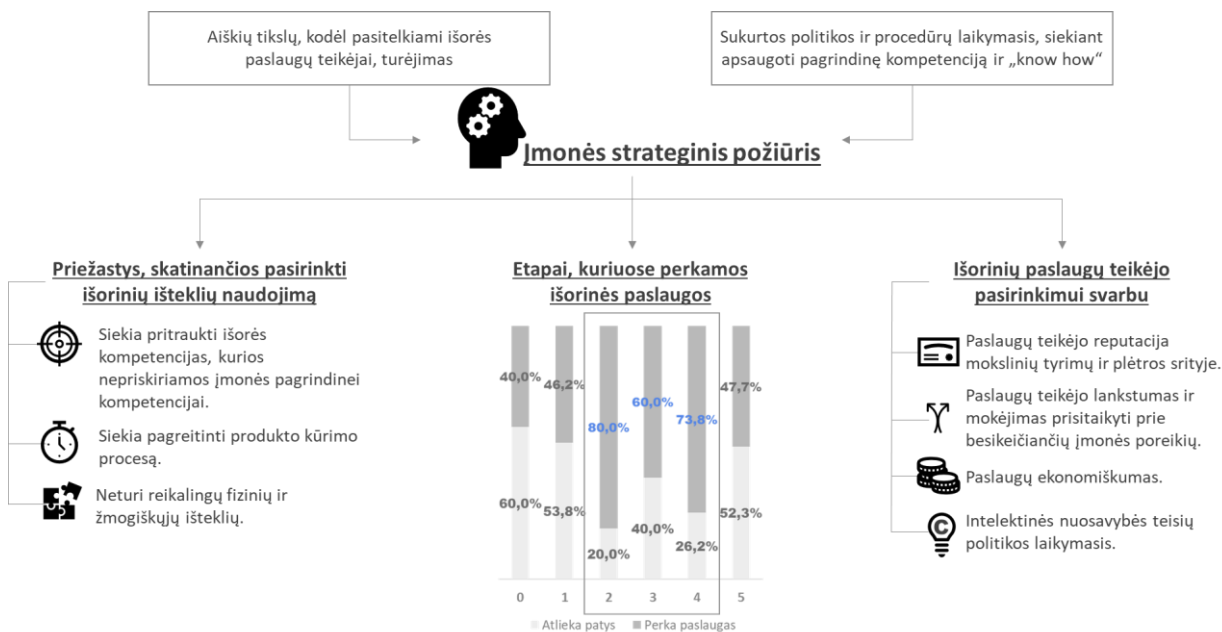 Aiškių tikslų, kodėl pasitelkiami išorės
paslaugų teikėjai, turėjimas
Sukurtos politikos ir procedūrų laikymasis, siekiant
apsaugoti pagrindinę kompetenciją ir „know how“
Įmonės strateginis požiūris
Priežastys, skatinančios pasirinkti
išorinių išteklių naudojimą
Siekia pritraukti išorės
kompetencijas, kurios
nepriskiriamos įmonės pagrindinei
kompetencijai.
Siekia pagreitinti produkto kūrimo
procesą.
Neturi reikalingų fizinių ir
žmogiškųjų išteklių.
Etapai, kuriuose perkamos
išorinės paslaugos
40,0% 46,2% 80,0% 60,0% 73,8% 47,7%
60,0% 53,8% 20,0% 40,0% 26,2% 52,3%
0 1 2 3 4 5
Atlieka patys Perka paslaugas
Išorinių paslaugų teikėjo
pasirinkimui svarbu
Paslaugų teikėjo reputacija
mokslinių tyrimų ir plėtros srityje.
Paslaugų teikėjo lankstumas ir
mokėjimas prisitaikyti prie
besikeičiančių įmonės poreikių.
Paslaugų ekonomiškumas.
C
Intelektinės nuosavybės teisių
politikos laikymasis.